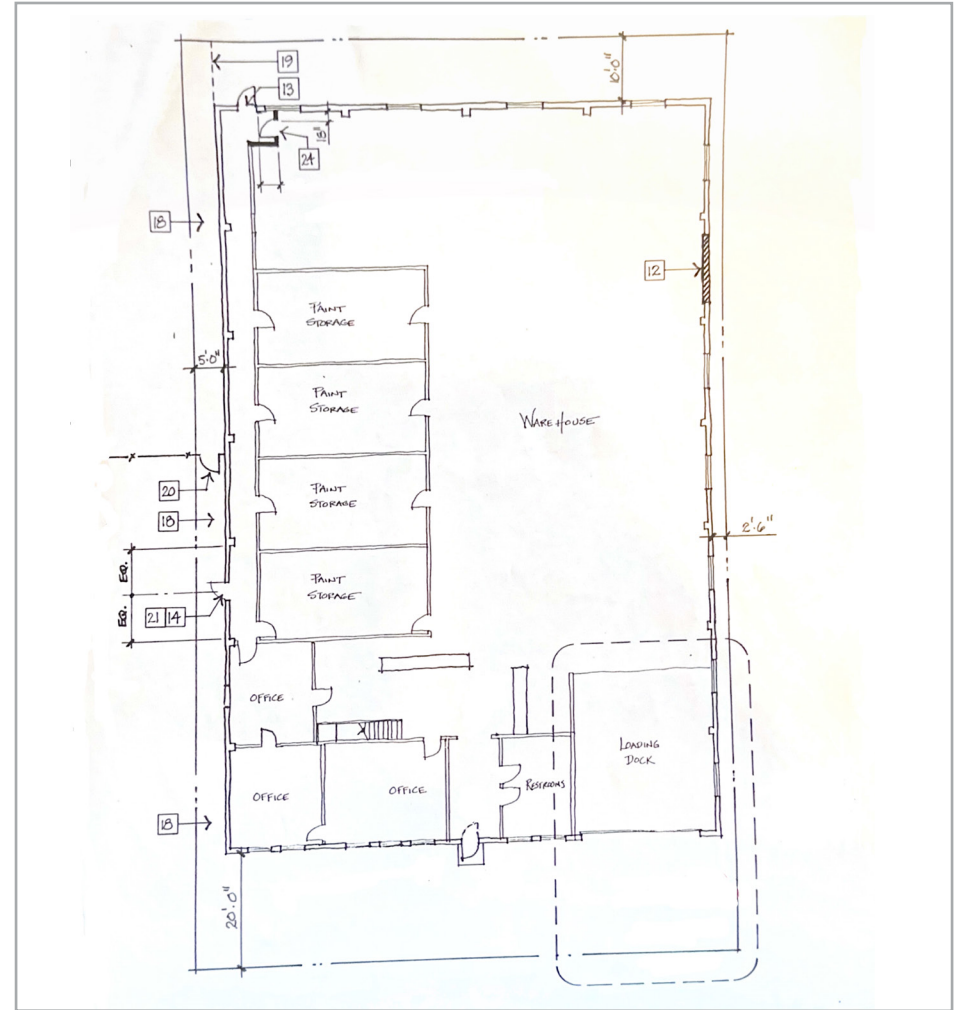 19
13
10'-0"
18"
24
18
12
PAINT
STORAGE
5'-0"
PAINT
STORAGE
WAREHOUSE
20
PAINT
STORAGE
18
2'-6"
EQ.
EQ.
21 14
PAINT
STORAGE
OFFICE
LOADING
DOCK
OFFICE
OFFICE
RESTROOMS
18
20'-0"